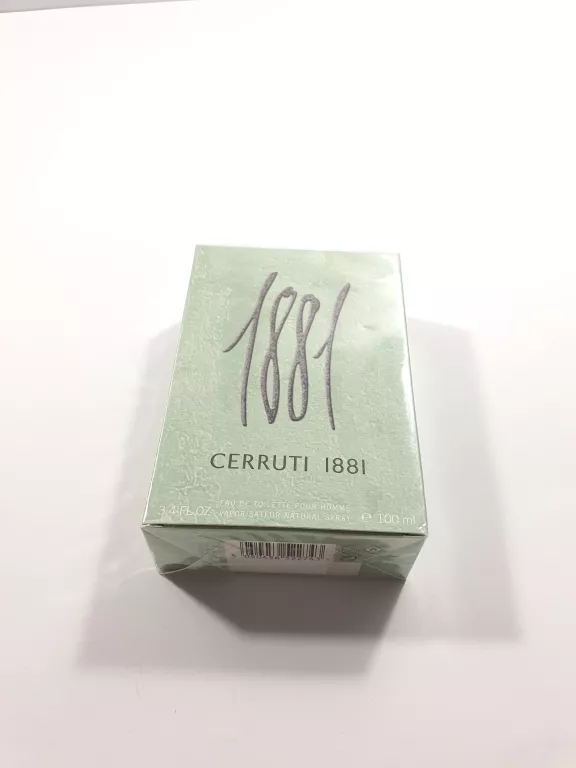 1881
CERRUTI 1881
EAU DE TOILETTE POUR HOMME
3.4 FL.OZ. VAPORISATEUR NATURAL SPRAY e 100 ml